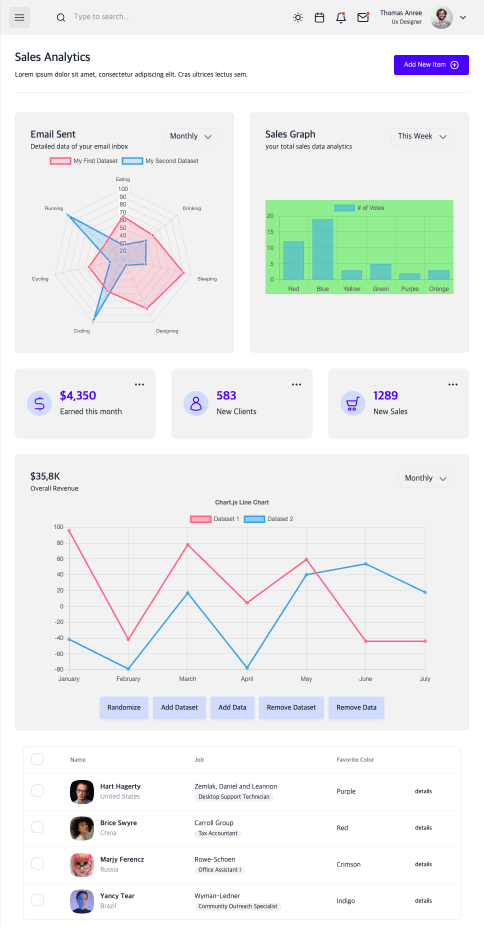 Type to search...
Thomas Anree
Ux Designer
Sales Analytics
Lorem ipsum dolor sit amet, consectetur adipiscing elit. Cras ultrices lectus sem.
Add New Item
Email Sent
Detailed data of your email inbox
Monthly
My First Dataset
My Second Dataset
Eating
Drinking
Sleeping
Designing
Coding
Cycling
Running
100
90
80
70
60
50
40
30
20
Sales Graph
your total sales data analytics
This Week
# of Votes
20
15
10
5
0
Red
Blue
Yellow
Green
Purple
Orange
$4,350
Earned this month
583
New Clients
1289
New Sales
$35,8K
Overall Revenue
Monthly
Chart.js Line Chart
Dataset 1
Dataset 2
100
80
60
40
20
0
-20
-40
-60
-80
January
February
March
April
May
June
July
Randomize
Add Dataset
Add Data
Remove Dataset
Remove Data
Name
Job
Favorite Color
Hart Hagerty
United States
Zemlak, Daniel and Leannon
Desktop Support Technician
Purple
details
Brice Swyre
China
Carroll Group
Tax Accountant
Red
details
Marjy Ferencz
Russia
Rowe-Schoen
Office Assistant I
Crimson
details
Yancy Tear
Brazil
Wyman-Ledner
Community Outreach Specialist
Indigo
details